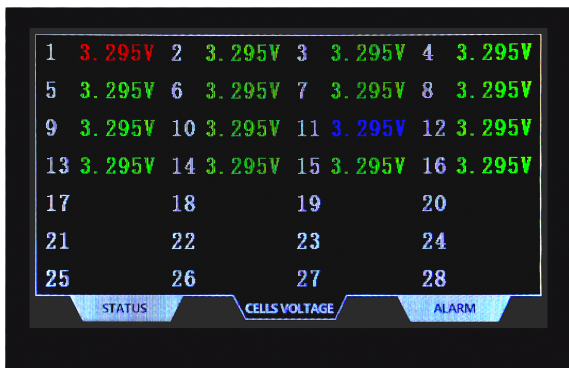 1 3.295V 2 3.295V 3 3.295V 4 3.295V
5 3.295V 6 3.295V 7 3.295V 8 3.295V
9 3.295V 10 3.295V 11 3.295V 12 3.295V
13 3.295V 14 3.295V 15 3.295V 16 3.295V
17 18 19 20
21 22 23 24
25 26 27 28
STATUS CELLS VOLTAGE ALARM